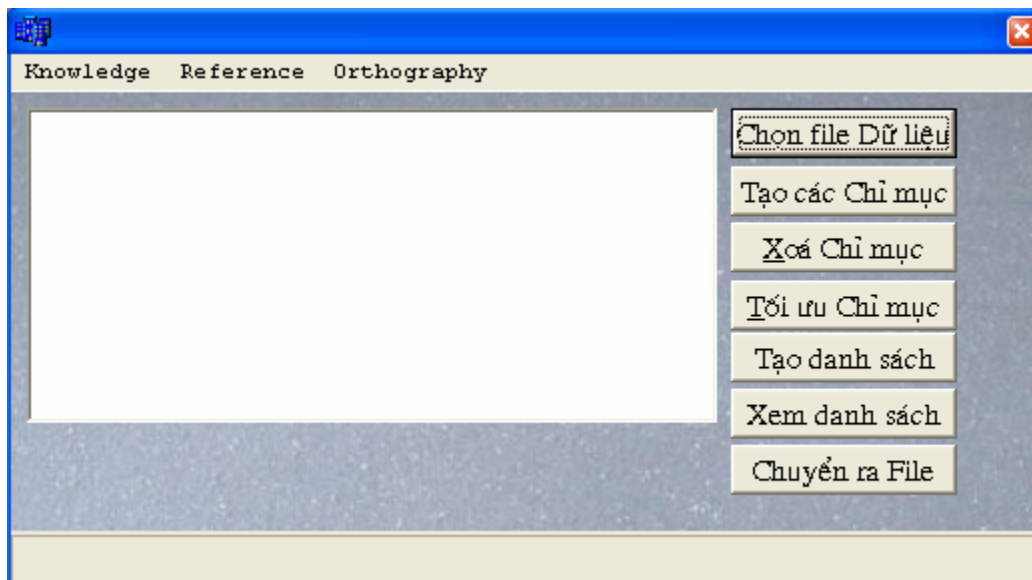 Knowledge Reference Orthography
Chọn file Dữ liệu
Tạo các Chỉ mục
Xoá Chỉ mục
Tối ưu Chỉ mục
Tạo danh sách
Xem danh sách
Chuyển ra File